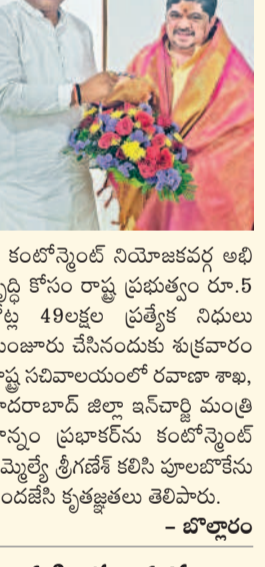 కంటోన్మెంట్ నియోజకవర్గ అభి
వృద్ధి కోసం రాష్ట్ర ప్రభుత్వం రూ.5
కోట్ల 49లక్షల ప్రత్యేక నిధులు
మంజూరు చేసినందుకు శుక్రవారం
రాష్ట్ర సచివాలయంలో రవాణా శాఖ,
హైదరాబాద్ జిల్లా ఇన్‌చార్జి మంత్రి
పొన్నం ప్రభాకర్‌ను కంటోన్మెంట్
ఎమ్మెల్యే శ్రీగణేశ్ కలిసి పూలబొకేను
అందజేసి కృతజ్ఞతలు తెలిపారు.
– బొల్లారం